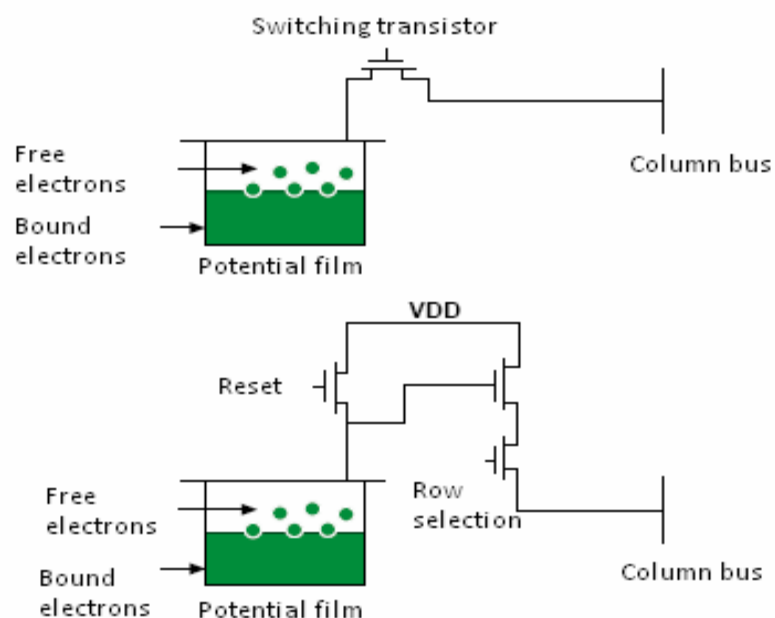 Switching transistor
Free
electrons
Column bus
Bound
electrons
Potential film
VDD
Reset
Free
electrons
Row
selection
Bound
electrons
Column bus
Potential film